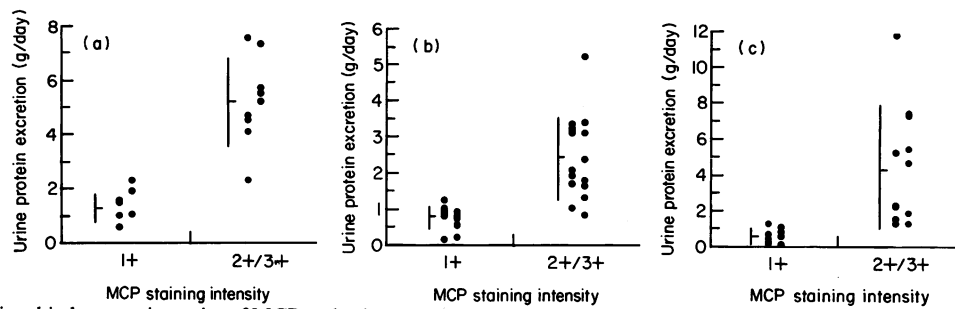 (a)
Urine protein excretion (g/day)
8
6
4
2
0
1+
2+/3+
MCP staining intensity
(b)
Urine protein excretion (g/day)
6
5
4
3
2
1
0
1+
2+/3+
MCP staining intensity
(c)
Urine protein excretion (g/day)
12
10
8
6
4
2
0
1+
2+/3+
MCP staining intensity